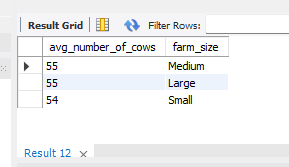 Result Grid Filter Rows:
avg_number_of_cows farm_size
55 Medium
55 Large
54 Small
Result 12 ×